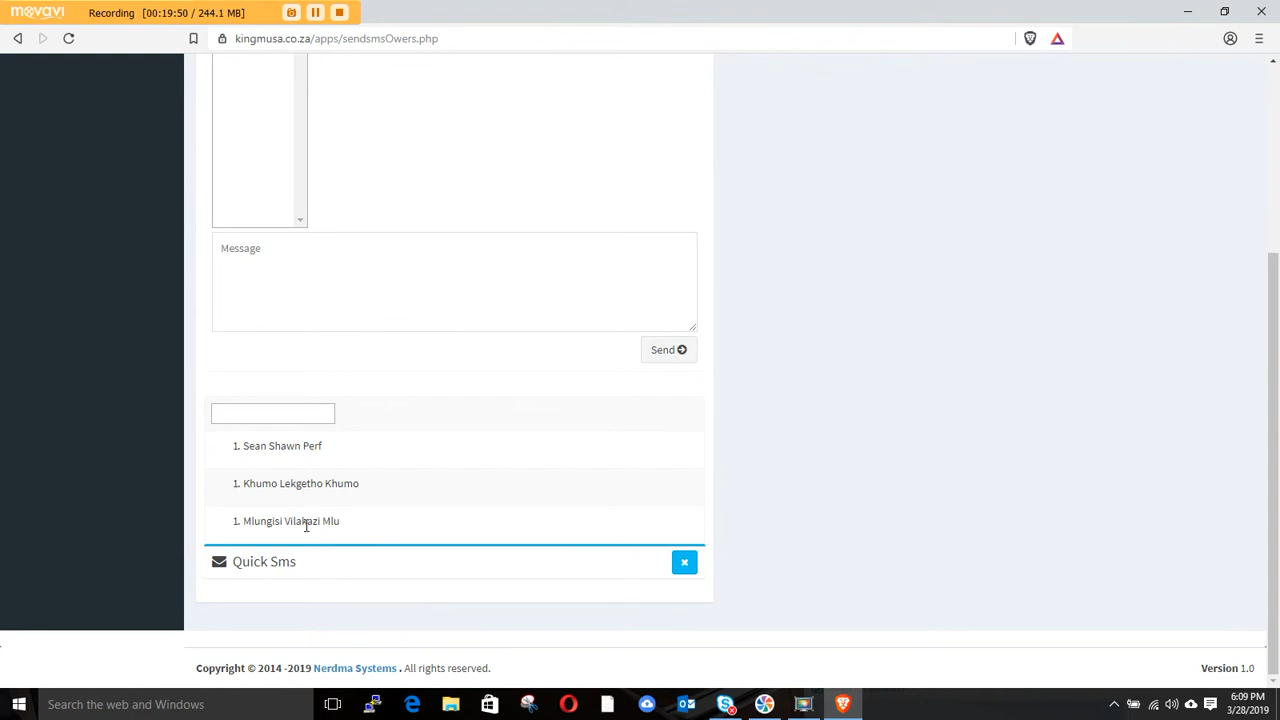 movavi Recording [00:19:50 / 244.1 MB]
kingmusa.co.za/apps/sendsmsOwers.php
Message
Send
1. Sean Shawn Perf
1. Khumo Lekgetho Khumo
1. Mlungisi Vilakazi Mlu
Quick Sms
Copyright © 2014 -2019 Nerdma Systems . All rights reserved.
Version 1.0
Search the web and Windows
6:09 PM
3/28/2019